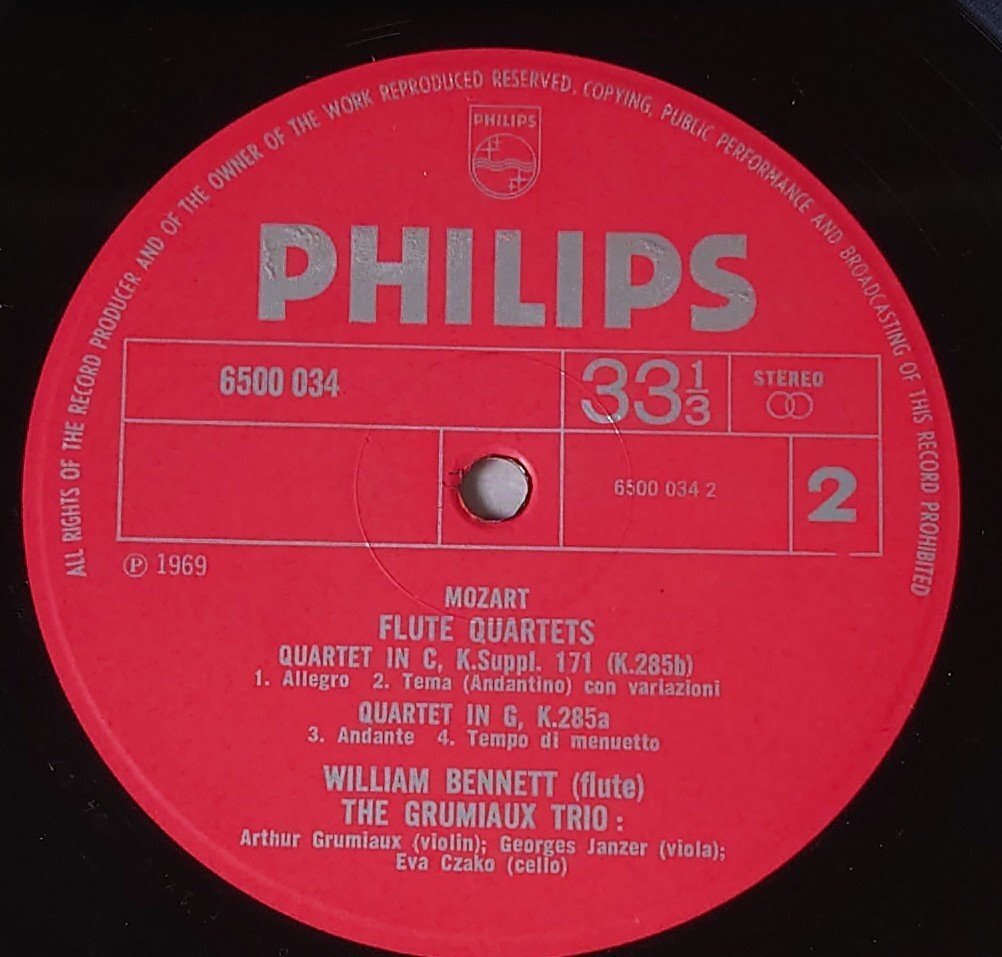 ALL RIGHTS OF THE RECORD PRODUCER AND OF THE OWNER OF THE WORK REPRODUCED RESERVED. COPYING, PUBLIC PERFORMANCE AND BROADCASTING OF THIS RECORD PROHIBITED
PHILIPS
PHILIPS
6500 034
33 1/3
STEREO
6500 034 2
2
℗ 1969
MOZART
FLUTE QUARTETS
QUARTET IN C, K.Suppl. 171 (K.285b)
1. Allegro 2. Tema (Andantino) con variazioni
QUARTET IN G, K.285a
3. Andante 4. Tempo di menuetto
WILLIAM BENNETT (flute)
THE GRUMIAUX TRIO :
Arthur Grumiaux (violin); Georges Janzer (viola);
Eva Czako (cello)